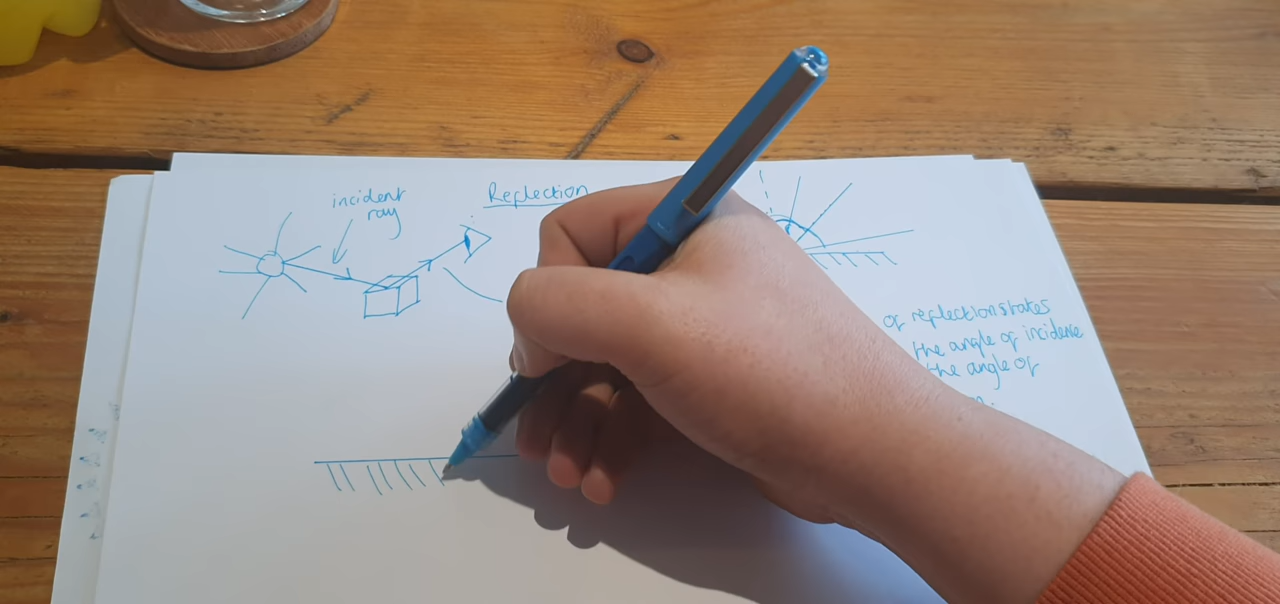 Reflection
incident
ray
of reflection states
the angle of incidence
the angle of